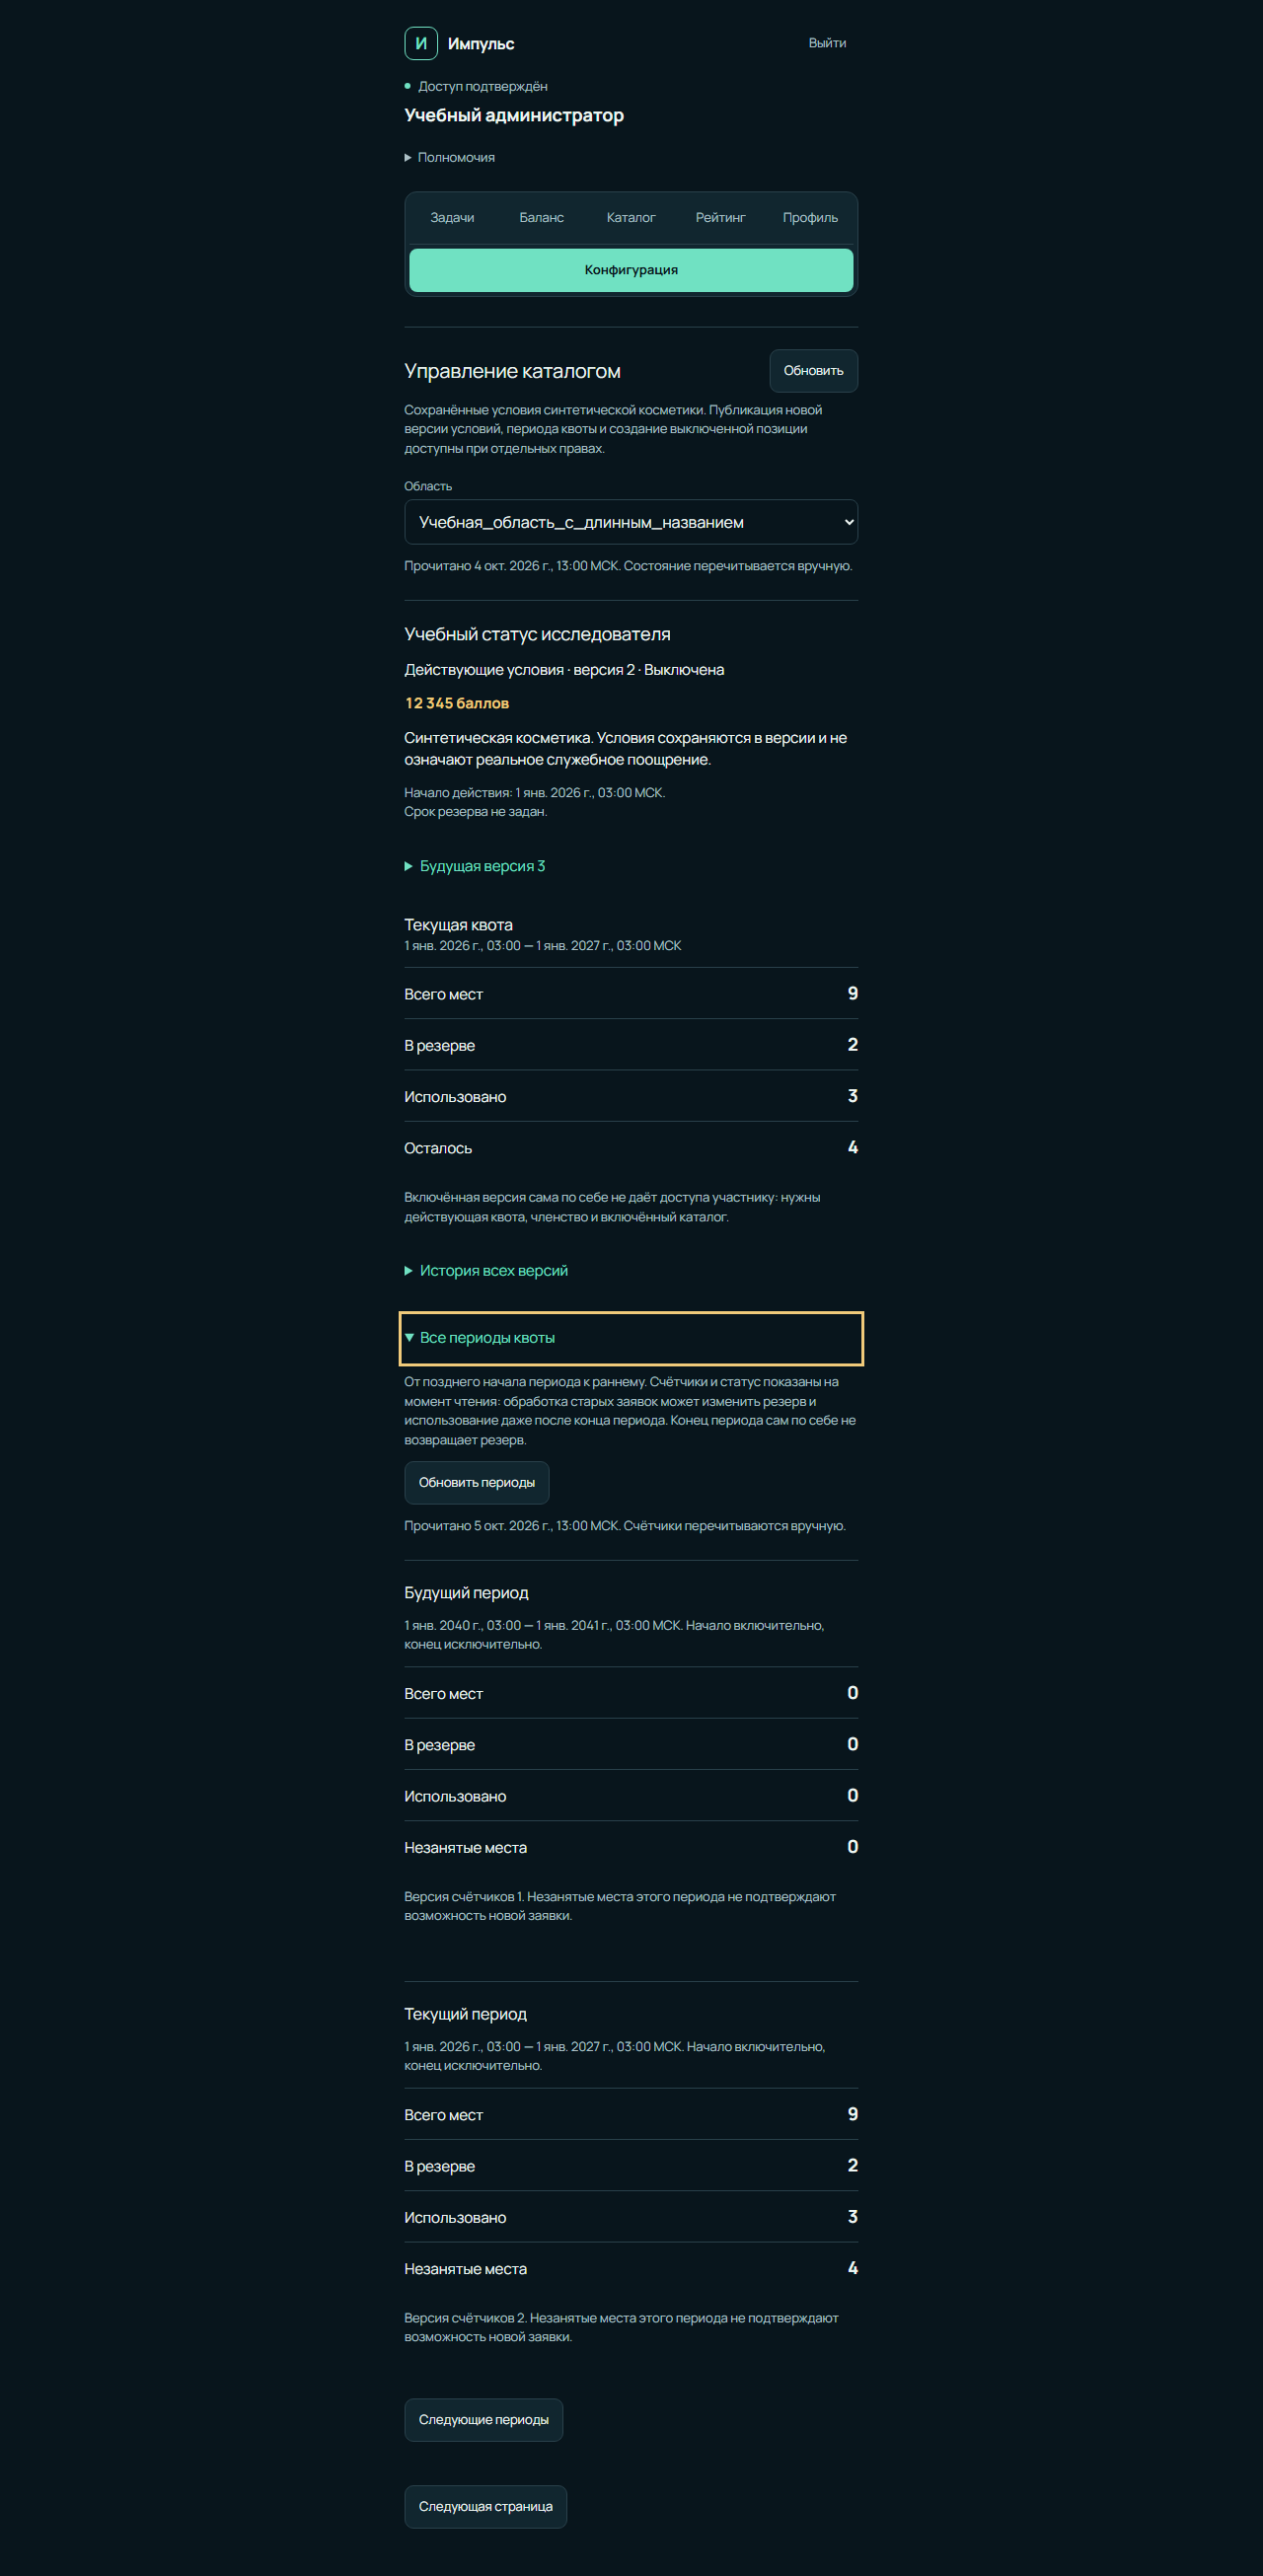 И Импульс
Выйти
Доступ подтверждён
Учебный администратор
Полномочия
Задачи Баланс Каталог Рейтинг Профиль
Конфигурация
Управление каталогом
Обновить
Сохранённые условия синтетической косметики. Публикация новой
версии условий, периода квоты и создание выключенной позиции
доступны при отдельных правах.
Область
Учебная_область_с_длинным_названием
Прочитано 4 окт. 2026 г., 13:00 МСК. Состояние перечитывается вручную.
Учебный статус исследователя
Действующие условия · версия 2 · Выключена
12 345 баллов
Синтетическая косметика. Условия сохраняются в версии и не
означают реальное служебное поощрение.
Начало действия: 1 янв. 2026 г., 03:00 МСК.
Срок резерва не задан.
Будущая версия 3
Текущая квота
1 янв. 2026 г., 03:00 — 1 янв. 2027 г., 03:00 МСК
Всего мест 9
В резерве 2
Использовано 3
Осталось 4
Включённая версия сама по себе не даёт доступа участнику: нужны
действующая квота, членство и включённый каталог.
История всех версий
Все периоды квоты
От позднего начала периода к раннему. Счётчики и статус показаны на
момент чтения: обработка старых заявок может изменить резерв и
использование даже после конца периода. Конец периода сам по себе не
возвращает резерв.
Обновить периоды
Прочитано 5 окт. 2026 г., 13:00 МСК. Счётчики перечитываются вручную.
Будущий период
1 янв. 2040 г., 03:00 — 1 янв. 2041 г., 03:00 МСК. Начало включительно,
конец исключительно.
Всего мест 0
В резерве 0
Использовано 0
Незанятые места 0
Версия счётчиков 1. Незанятые места этого периода не подтверждают
возможность новой заявки.
Текущий период
1 янв. 2026 г., 03:00 — 1 янв. 2027 г., 03:00 МСК. Начало включительно,
конец исключительно.
Всего мест 9
В резерве 2
Использовано 3
Незанятые места 4
Версия счётчиков 2. Незанятые места этого периода не подтверждают
возможность новой заявки.
Следующие периоды
Следующая страница